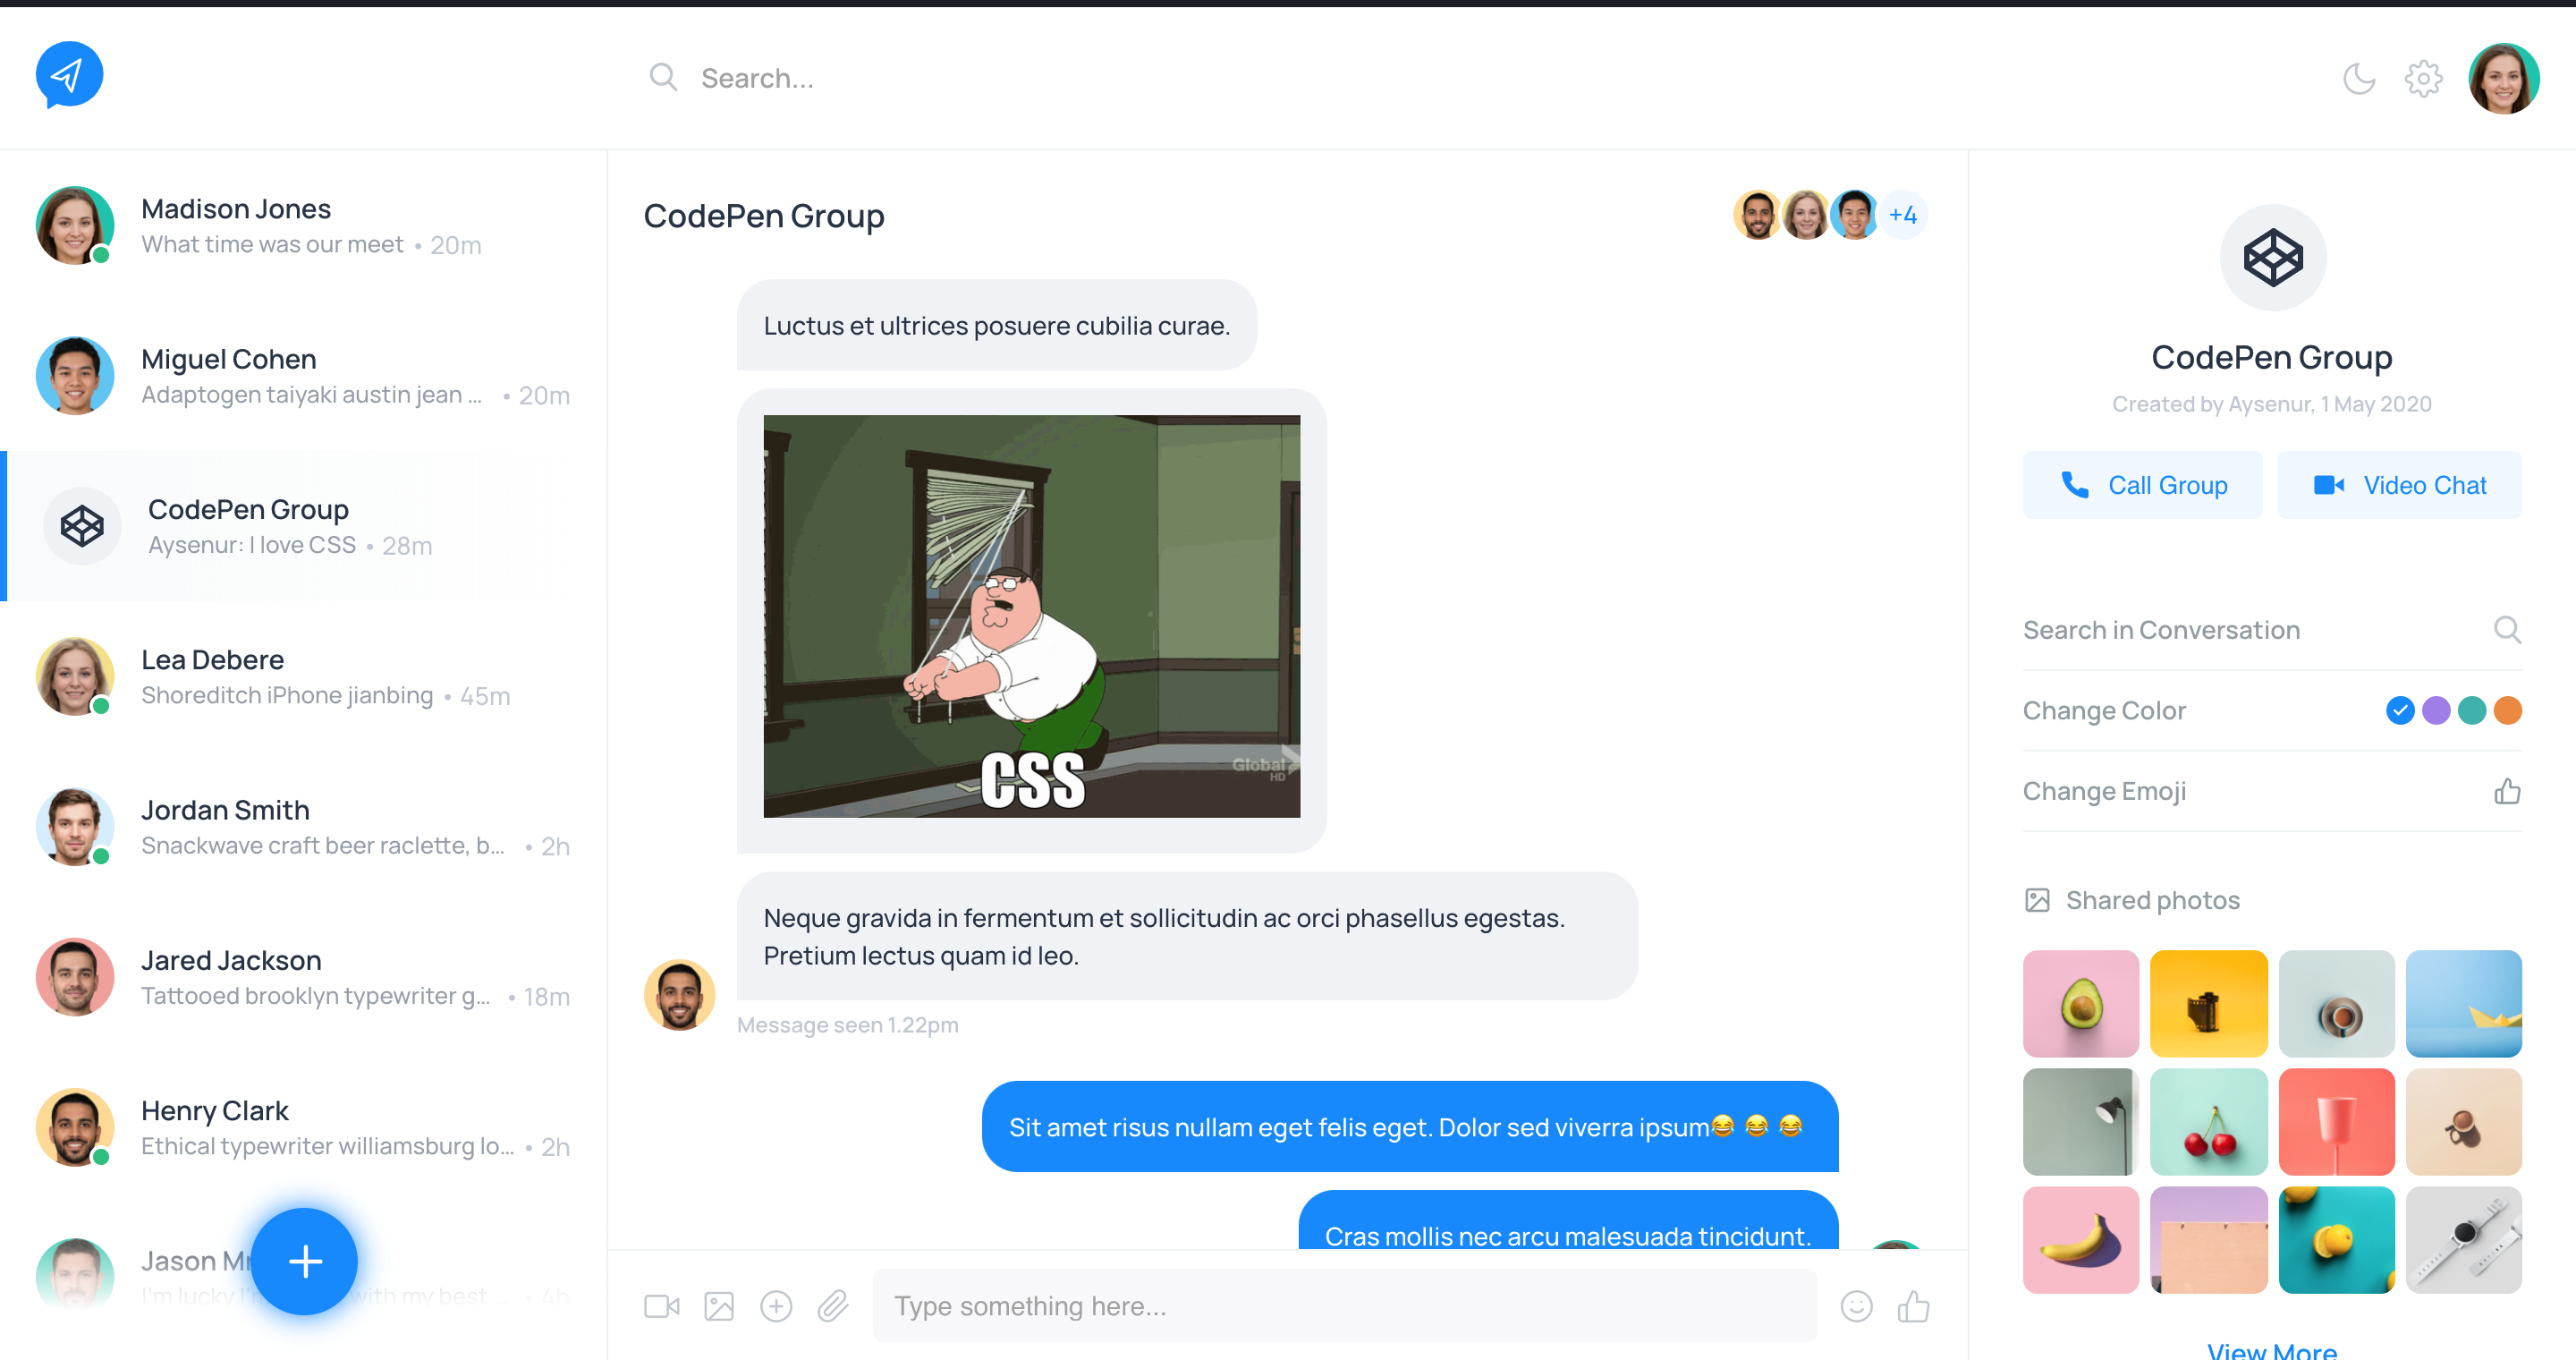 Search...
Madison Jones
What time was our meet • 20m
Miguel Cohen
Adaptogen taiyaki austin jean ... • 20m
CodePen Group
Aysenur: I love CSS • 28m
Lea Debere
Shoreditch iPhone jianbing • 45m
Jordan Smith
Snackwave craft beer raclette, b... • 2h
Jared Jackson
Tattooed brooklyn typewriter g... • 18m
Henry Clark
Ethical typewriter williamsburg lo... • 2h
Jason
I'm lucky I'm with my best ... • 4h
CodePen Group
+4
Luctus et ultrices posuere cubilia curae.
CSS
Global
HD
Neque gravida in fermentum et sollicitudin ac orci phasellus egestas.
Pretium lectus quam id leo.
Message seen 1.22pm
Sit amet risus nullam eget felis eget. Dolor sed viverra ipsum😂 😂 😂
Cras mollis nec arcu malesuada tincidunt.
Type something here...
CodePen Group
Created by Aysenur, 1 May 2020
Call Group
Video Chat
Search in Conversation
Change Color
Change Emoji
Shared photos
View More